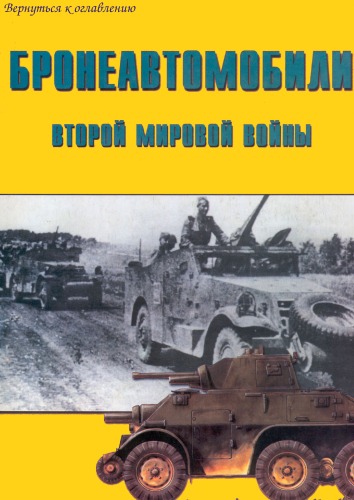 Вернуться к оглавлению
БРОНЕАВТОМОБИЛИ
ВТОРОЙ МИРОВОЙ ВОЙНЫ